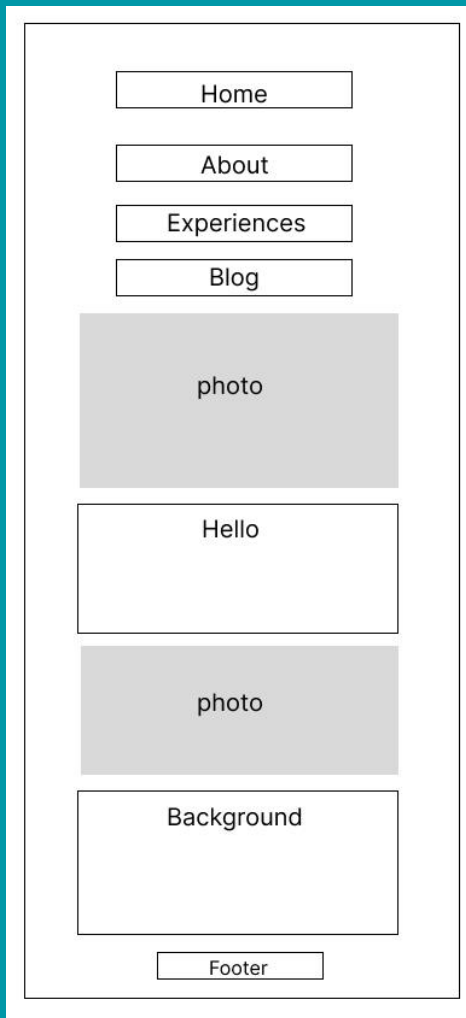 Home
About
Experiences
Blog
photo
Hello
photo
Background
Footer